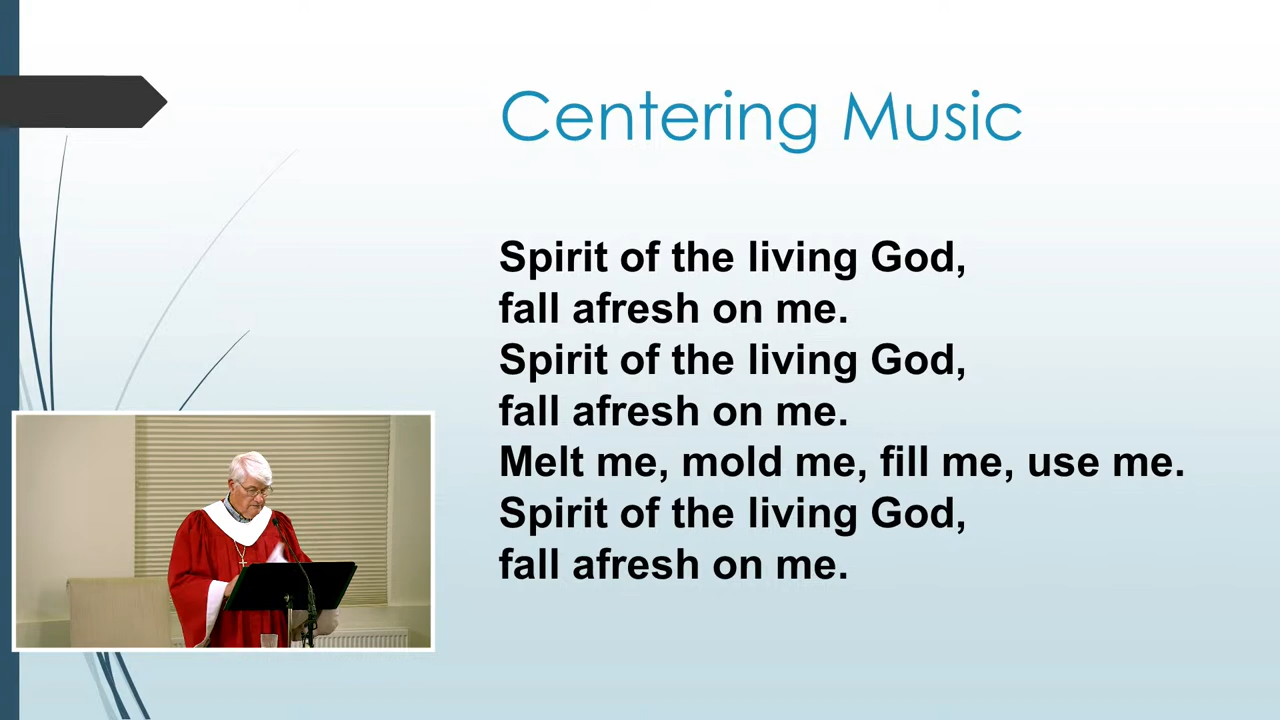 Centering Music
Spirit of the living God,
fall afresh on me.
Spirit of the living God,
fall afresh on me.
Melt me, mold me, fill me, use me.
Spirit of the living God,
fall afresh on me.